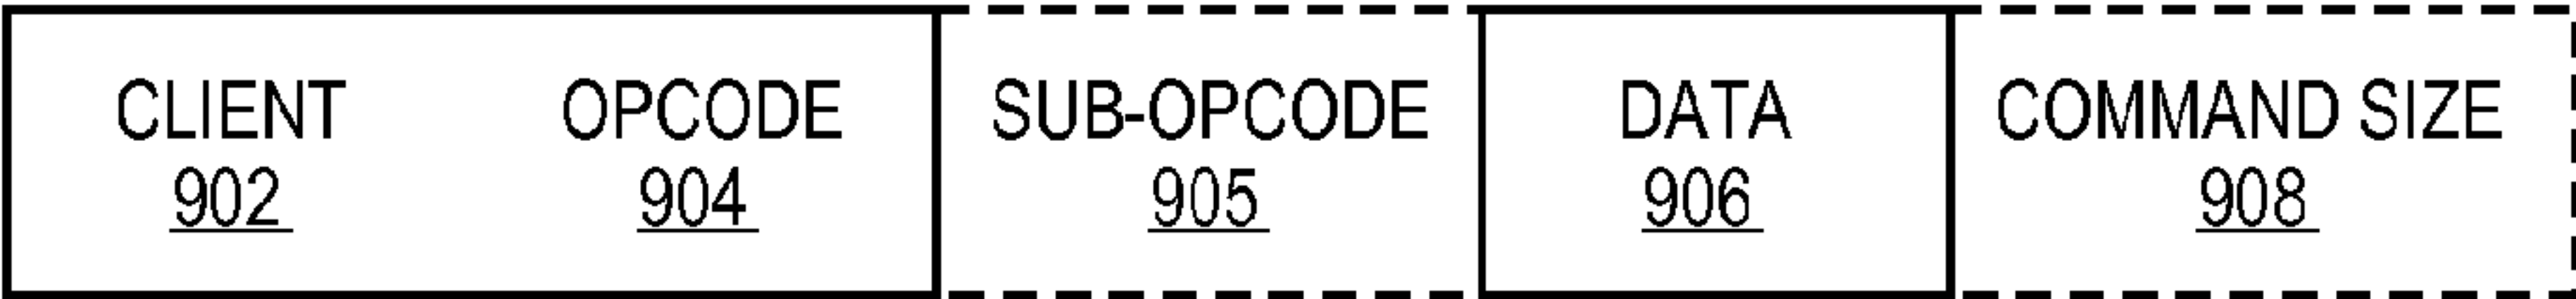 CLIENT OPCODE SUB-OPCODE DATA COMMAND SIZE
902 904 905 906 908